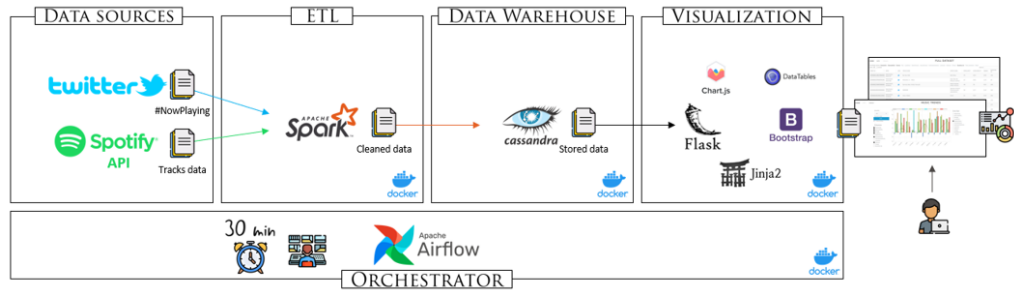 DATA SOURCES
ETL
DATA WAREHOUSE
VISUALIZATION
twitter
#NowPlaying
Spotify
API
Tracks data
APACHE
Spark
Cleaned data
docker
cassandra
Stored data
docker
Chart.js
DataTables
Flask
B
Bootstrap
Jinja2
docker
30 min
Apache
Airflow
docker
ORCHESTRATOR